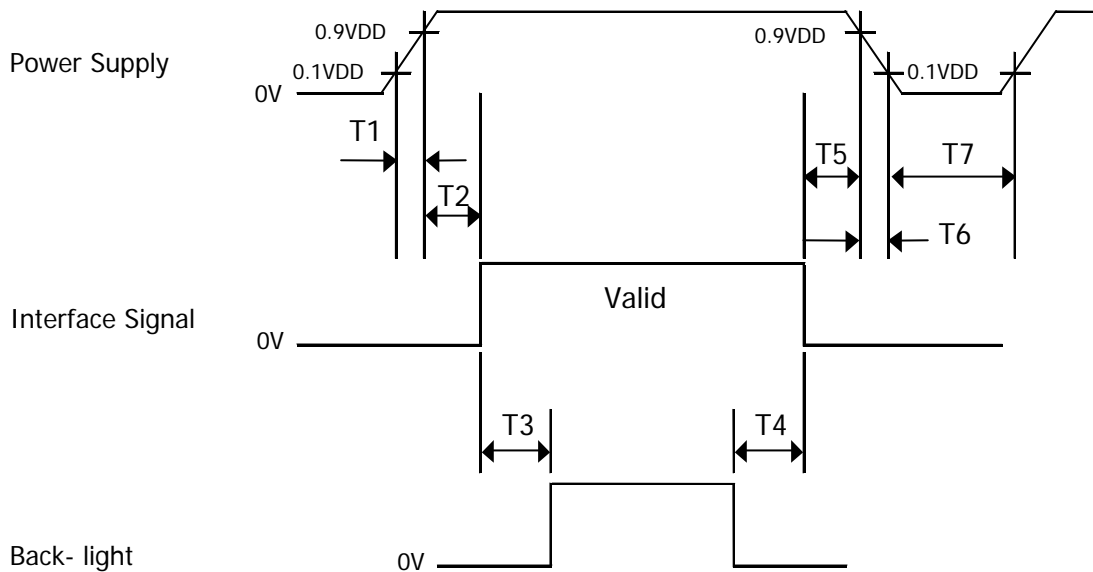 0.9VDD
0.9VDD
Power Supply
0.1VDD
0.1VDD
0V
T1
T5
T7
T2
T6
Valid
Interface Signal
0V
T3
T4
Back- light
0V